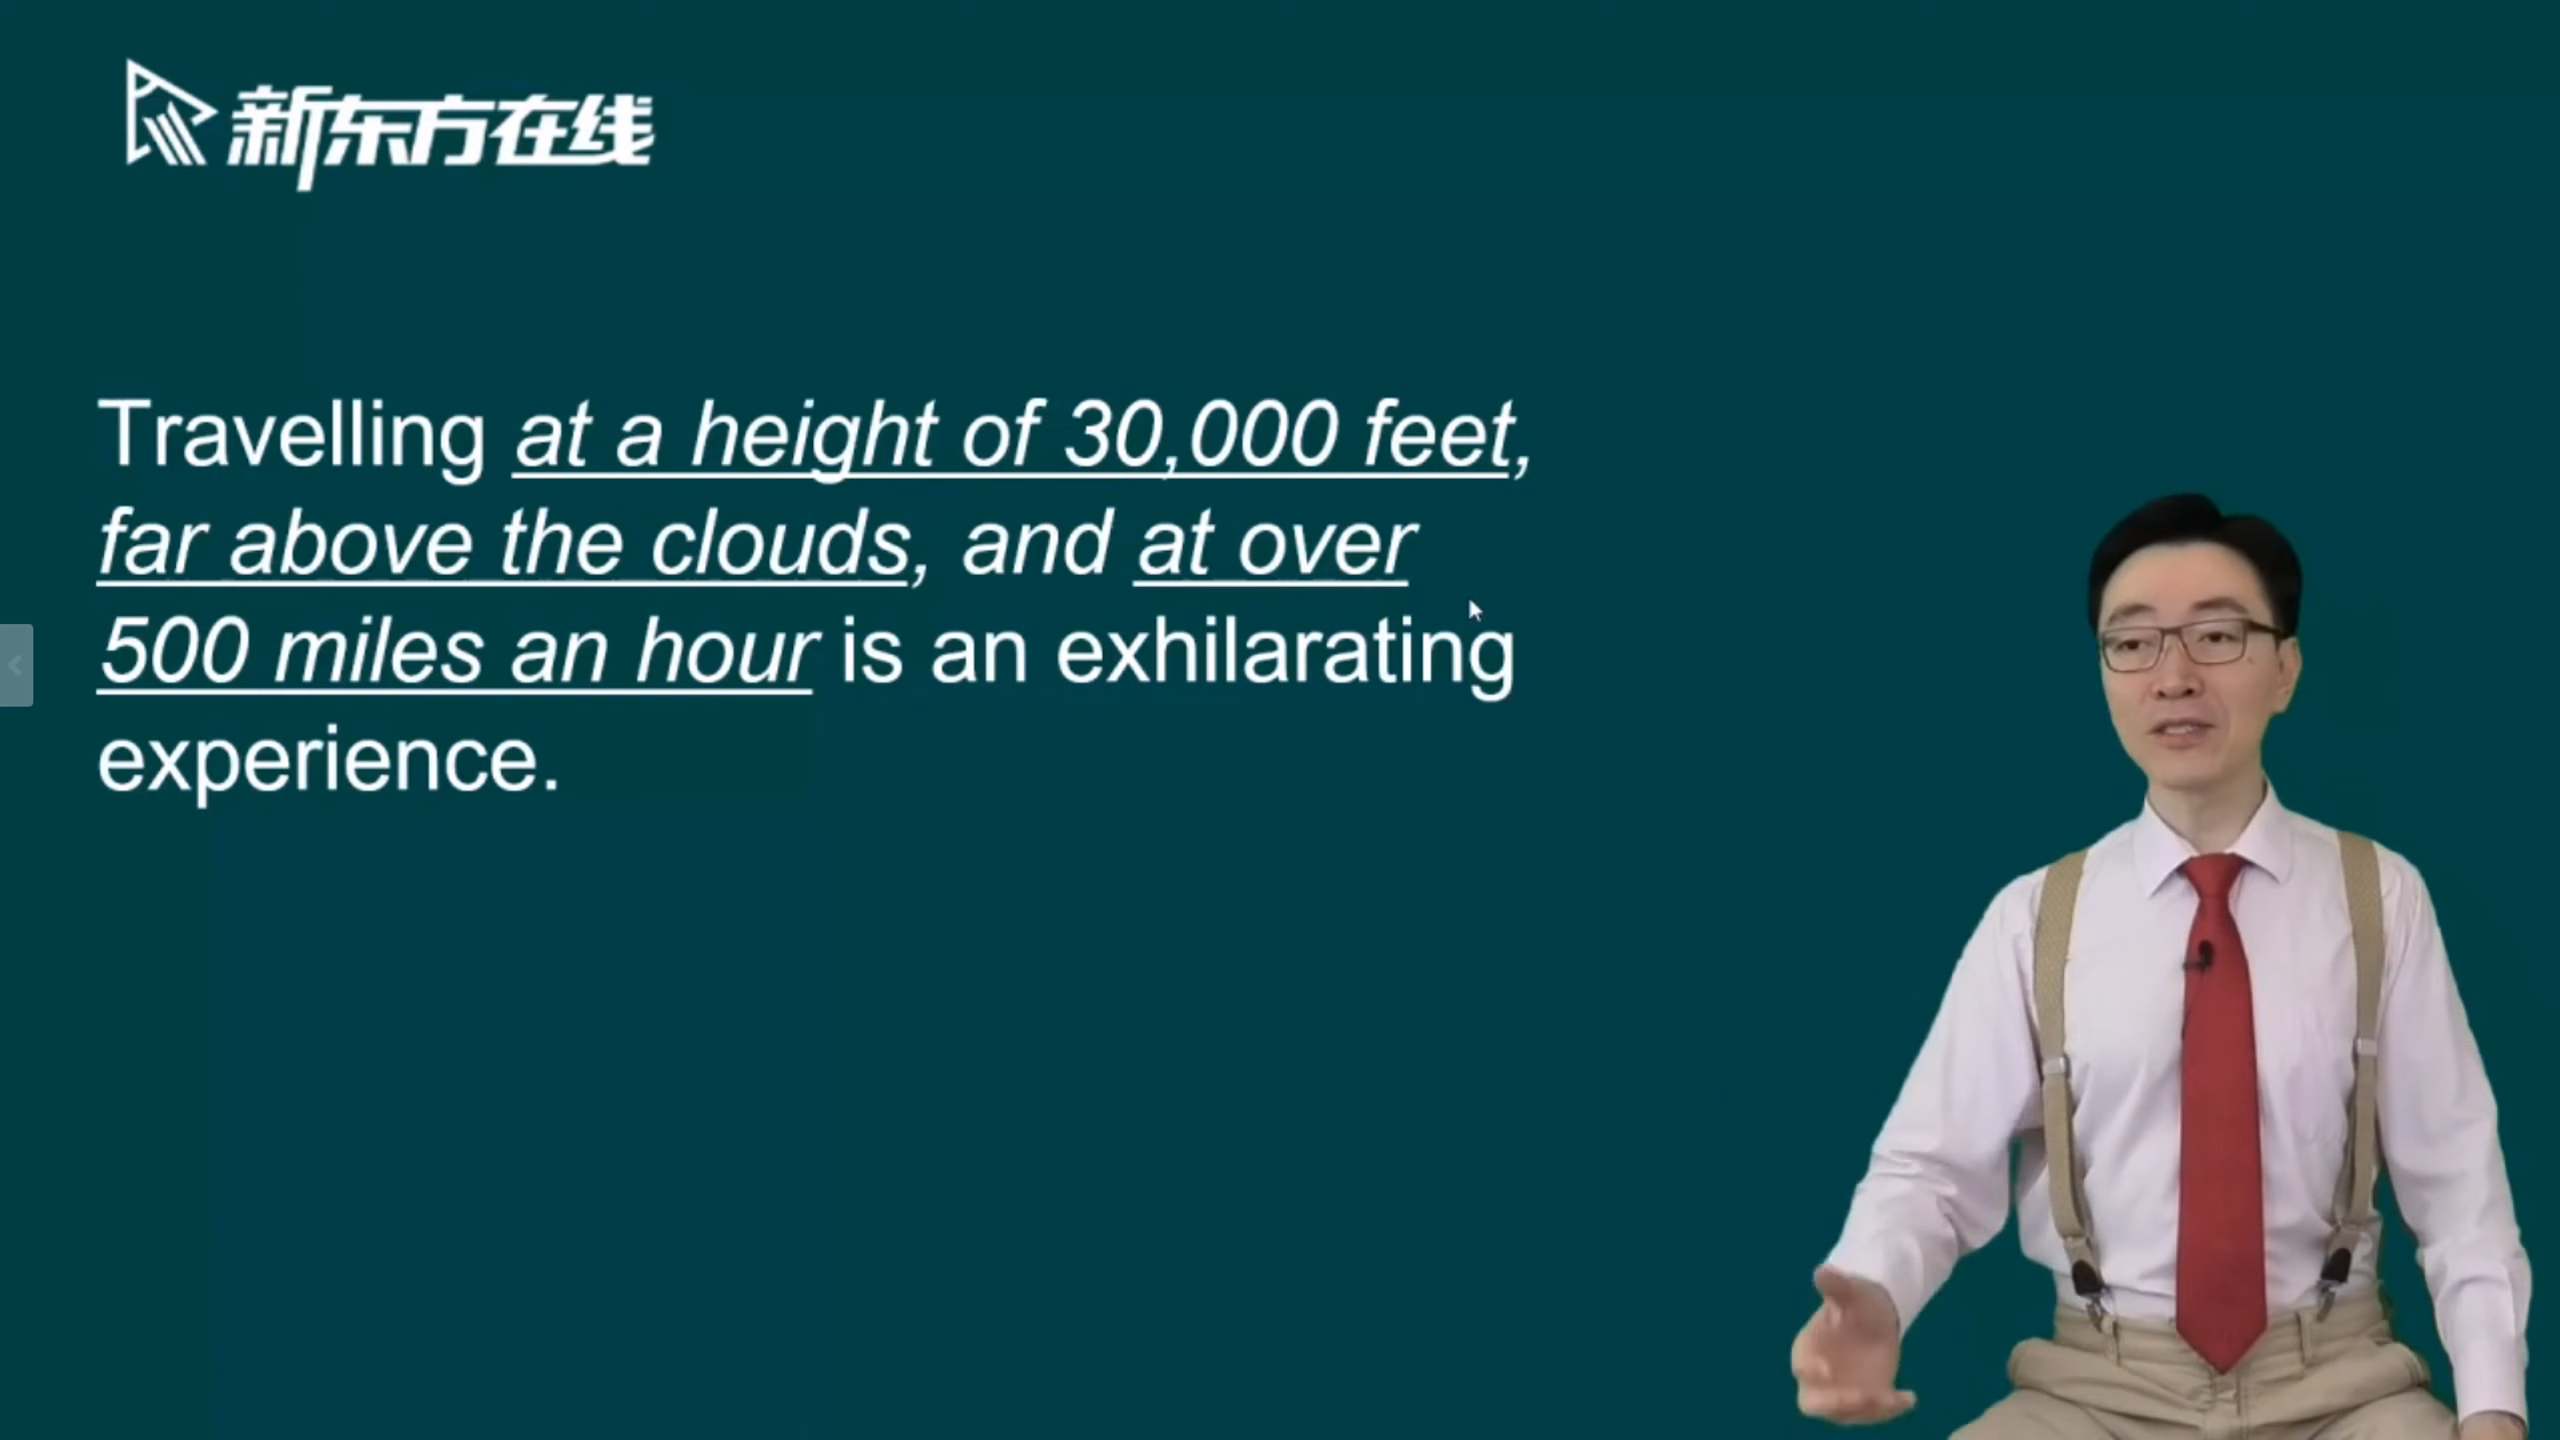 新东方在线
Travelling at a height of 30,000 feet,
far above the clouds, and at over
500 miles an hour is an exhilarating
experience.